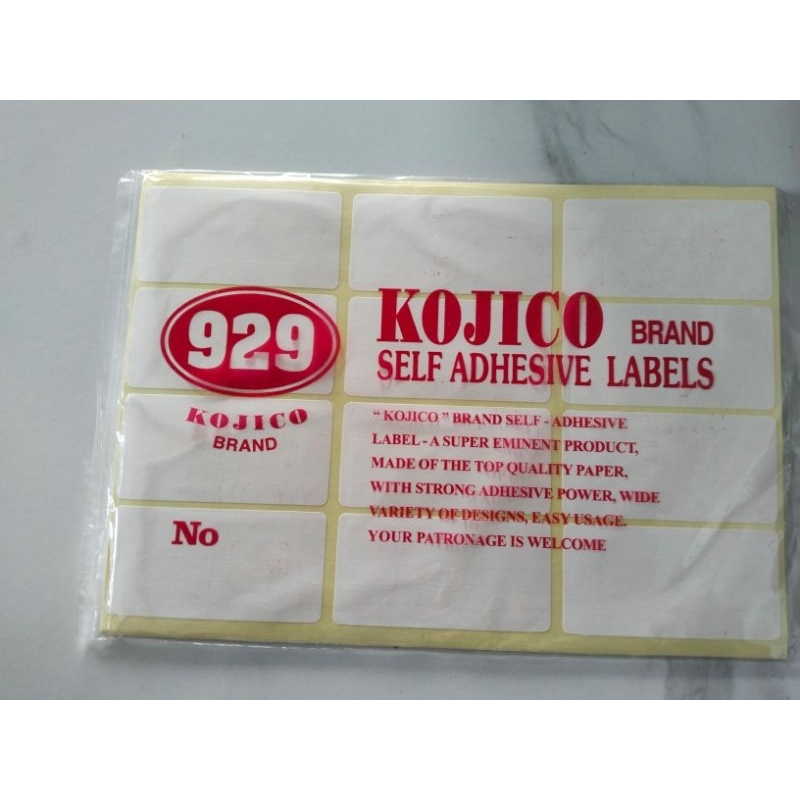 929
KOJICO
BRAND
No
KOJICO BRAND
SELF ADHESIVE LABELS
“ KOJICO ” BRAND SELF - ADHESIVE
LABEL - A SUPER EMINENT PRODUCT,
MADE OF THE TOP QUALITY PAPER,
WITH STRONG ADHESIVE POWER, WIDE
VARIETY OF DESIGNS, EASY USAGE.
YOUR PATRONAGE IS WELCOME